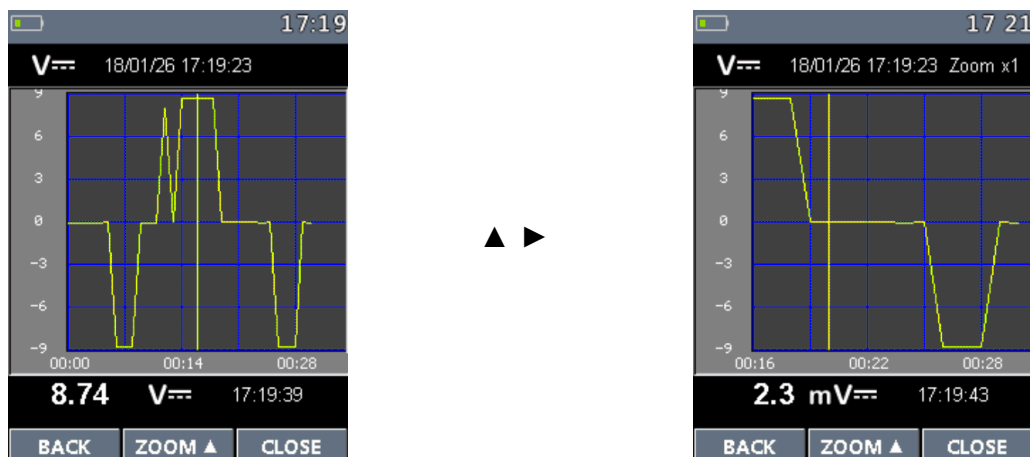 17:19
V 18/01/26 17:19:23
9
6
3
0
-3
-6
-9
00:00 00:14 00:28
8.74 V 17:19:39
BACK ZOOM ▲ CLOSE
▲ ►
17 21
V 18/01/26 17:19:23 Zoom x1
9
6
3
0
-3
-6
-9
00:16 00:22 00:28
2.3 mV 17:19:43
BACK ZOOM ▲ CLOSE